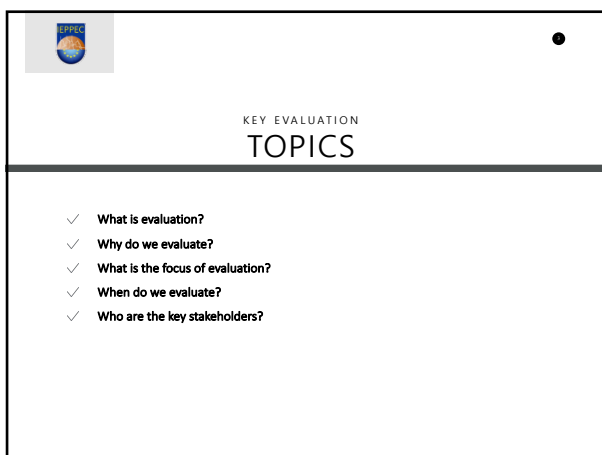 IEPPEC
KEY EVALUATION
TOPICS
What is evaluation?
Why do we evaluate?
What is the focus of evaluation?
When do we evaluate?
Who are the key stakeholders?